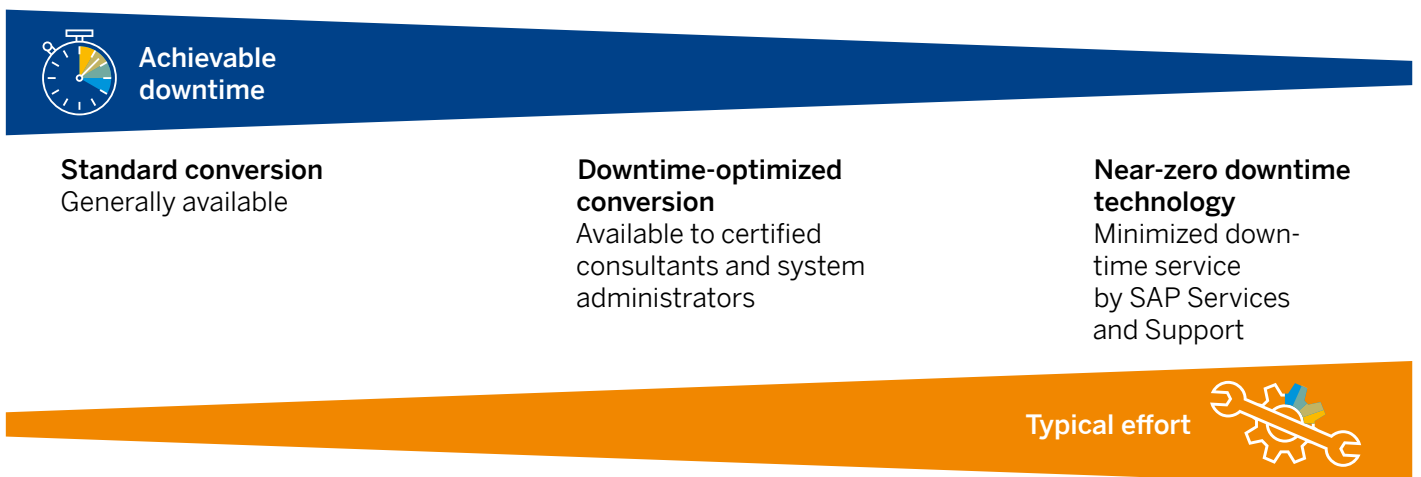 Achievable
downtime
Standard conversion
Generally available
Downtime-optimized
conversion
Available to certified
consultants and system
administrators
Near-zero downtime
technology
Minimized down-
time service
by SAP Services
and Support
Typical effort